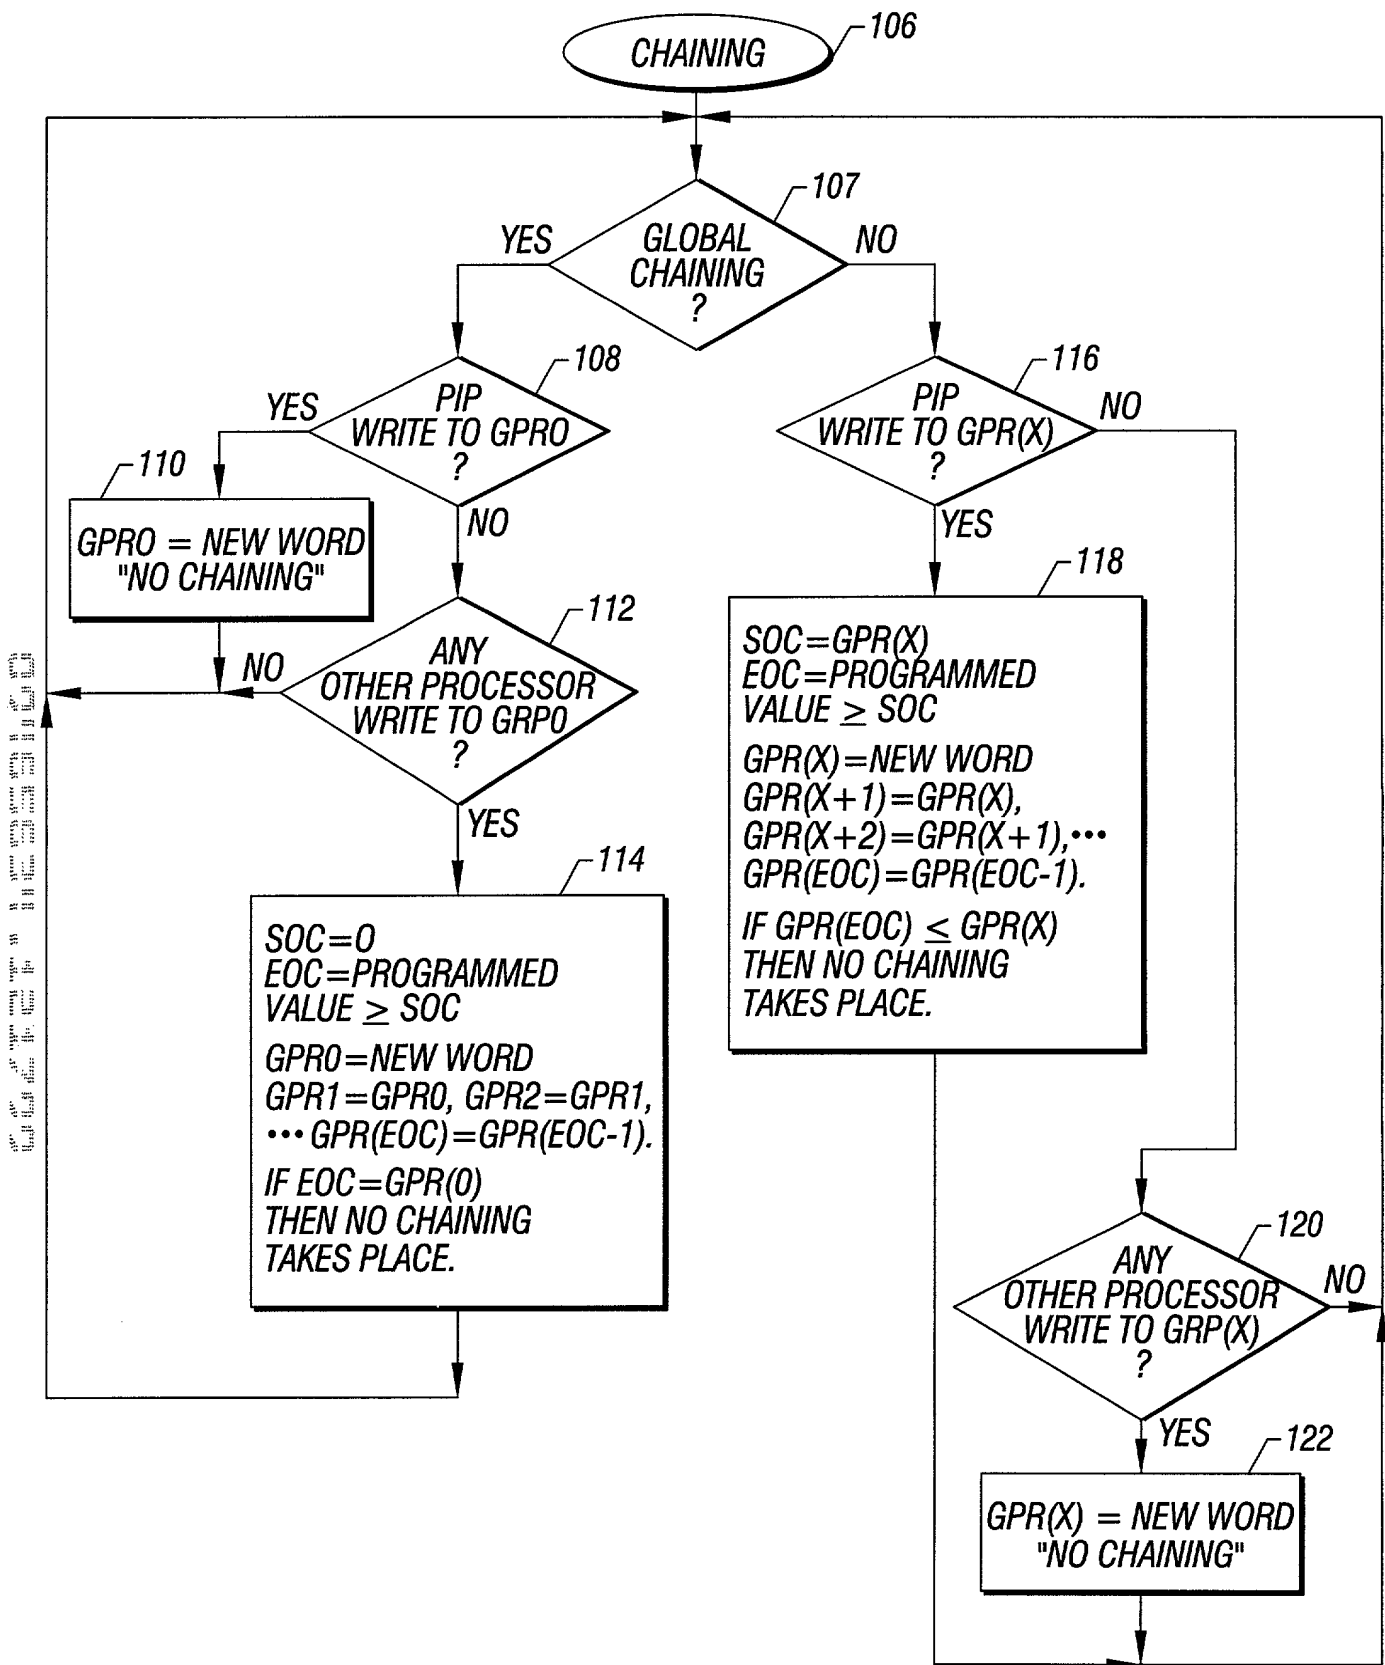 CHAINING
106
107
GLOBAL
CHAINING
?
YES
NO
108
PIP
WRITE TO GPRO
?
YES
NO
110
GPRO = NEW WORD
"NO CHAINING"
112
ANY
OTHER PROCESSOR
WRITE TO GRPO
?
NO
YES
114
SOC=0
EOC=PROGRAMMED
VALUE ≥ SOC
GPR0=NEW WORD
GPR1=GPR0, GPR2=GPR1,
••• GPR(EOC)=GPR(EOC-1).
IF EOC=GPR(0)
THEN NO CHAINING
TAKES PLACE.
116
PIP
WRITE TO GPR(X)
?
NO
YES
118
SOC=GPR(X)
EOC=PROGRAMMED
VALUE ≥ SOC
GPR(X)=NEW WORD
GPR(X+1)=GPR(X),
GPR(X+2)=GPR(X+1),•••
GPR(EOC)=GPR(EOC-1).
IF GPR(EOC) ≤ GPR(X)
THEN NO CHAINING
TAKES PLACE.
120
ANY
OTHER PROCESSOR
WRITE TO GRP(X)
?
NO
YES
122
GPR(X) = NEW WORD
"NO CHAINING"